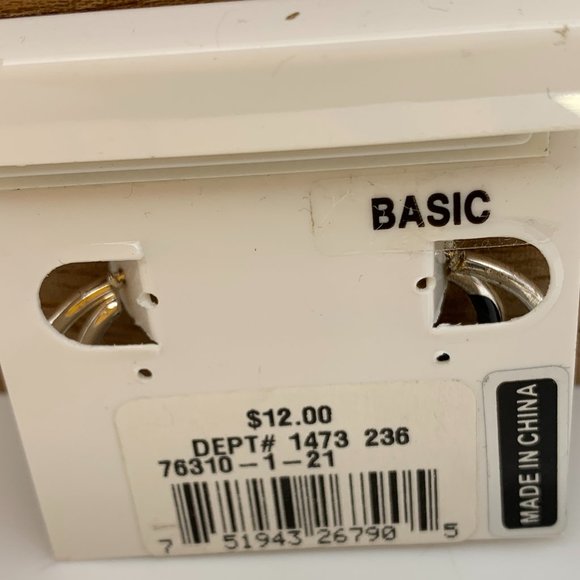 BASIC
$12.00
DEPT# 1473 236
76310-1-21
7 51943 26790 5
MADE IN CHINA